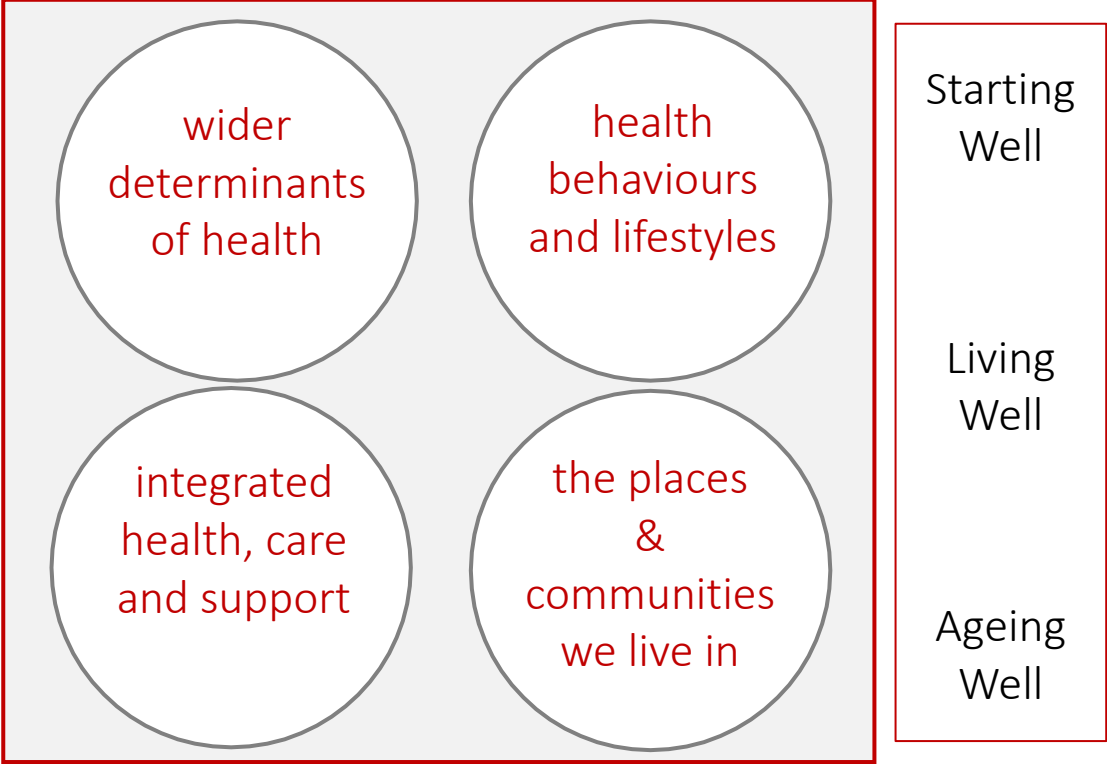 wider
determinants
of health
health
behaviours
and lifestyles
integrated
health, care
and support
the places
&
communities
we live in
Starting
Well
Living
Well
Ageing
Well